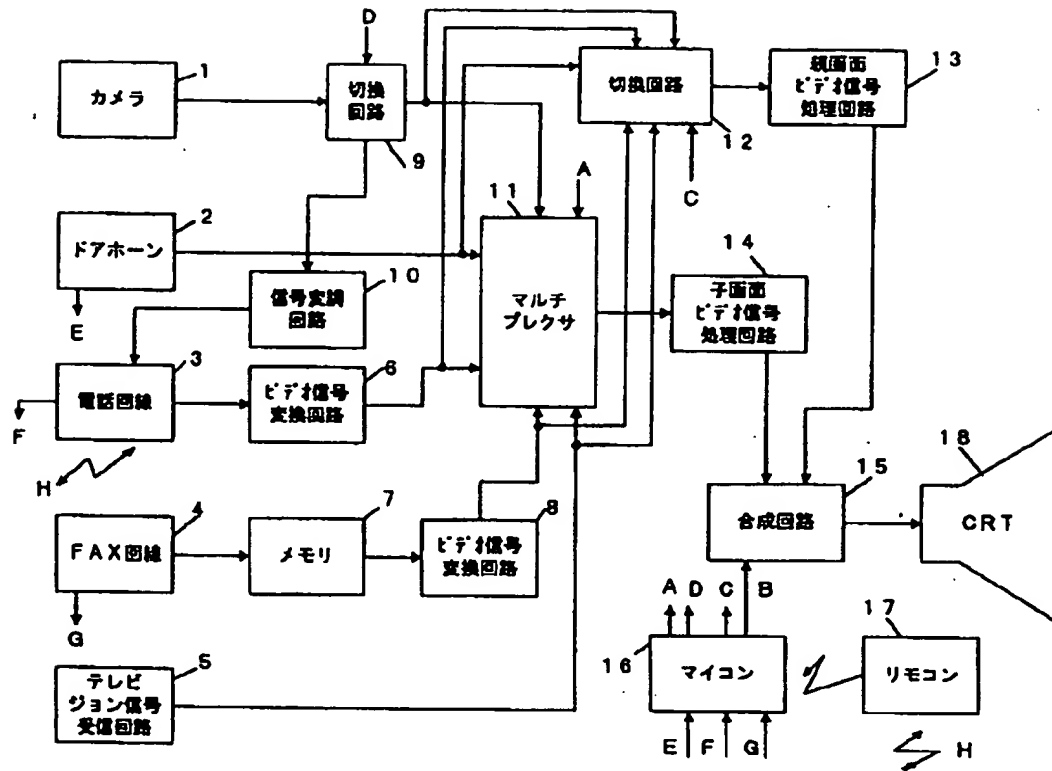 D
1
カメラ
切換
回路
9
切換回路
12
C
親画面
ビデオ信号
処理回路
13
2
ドアホーン
E
10
信号変調
回路
11
A
マルチ
プレクサ
14
子画面
ビデオ信号
処理回路
3
電話回線
F
H
6
ビデオ信号
変換回路
4
FAX回線
G
7
メモリ
8
ビデオ信号
変換回路
15
合成回路
18
CRT
5
テレビ
ジョン信号
受信回路
A D C B
16
マイコン
E F G
17
リモコン
H